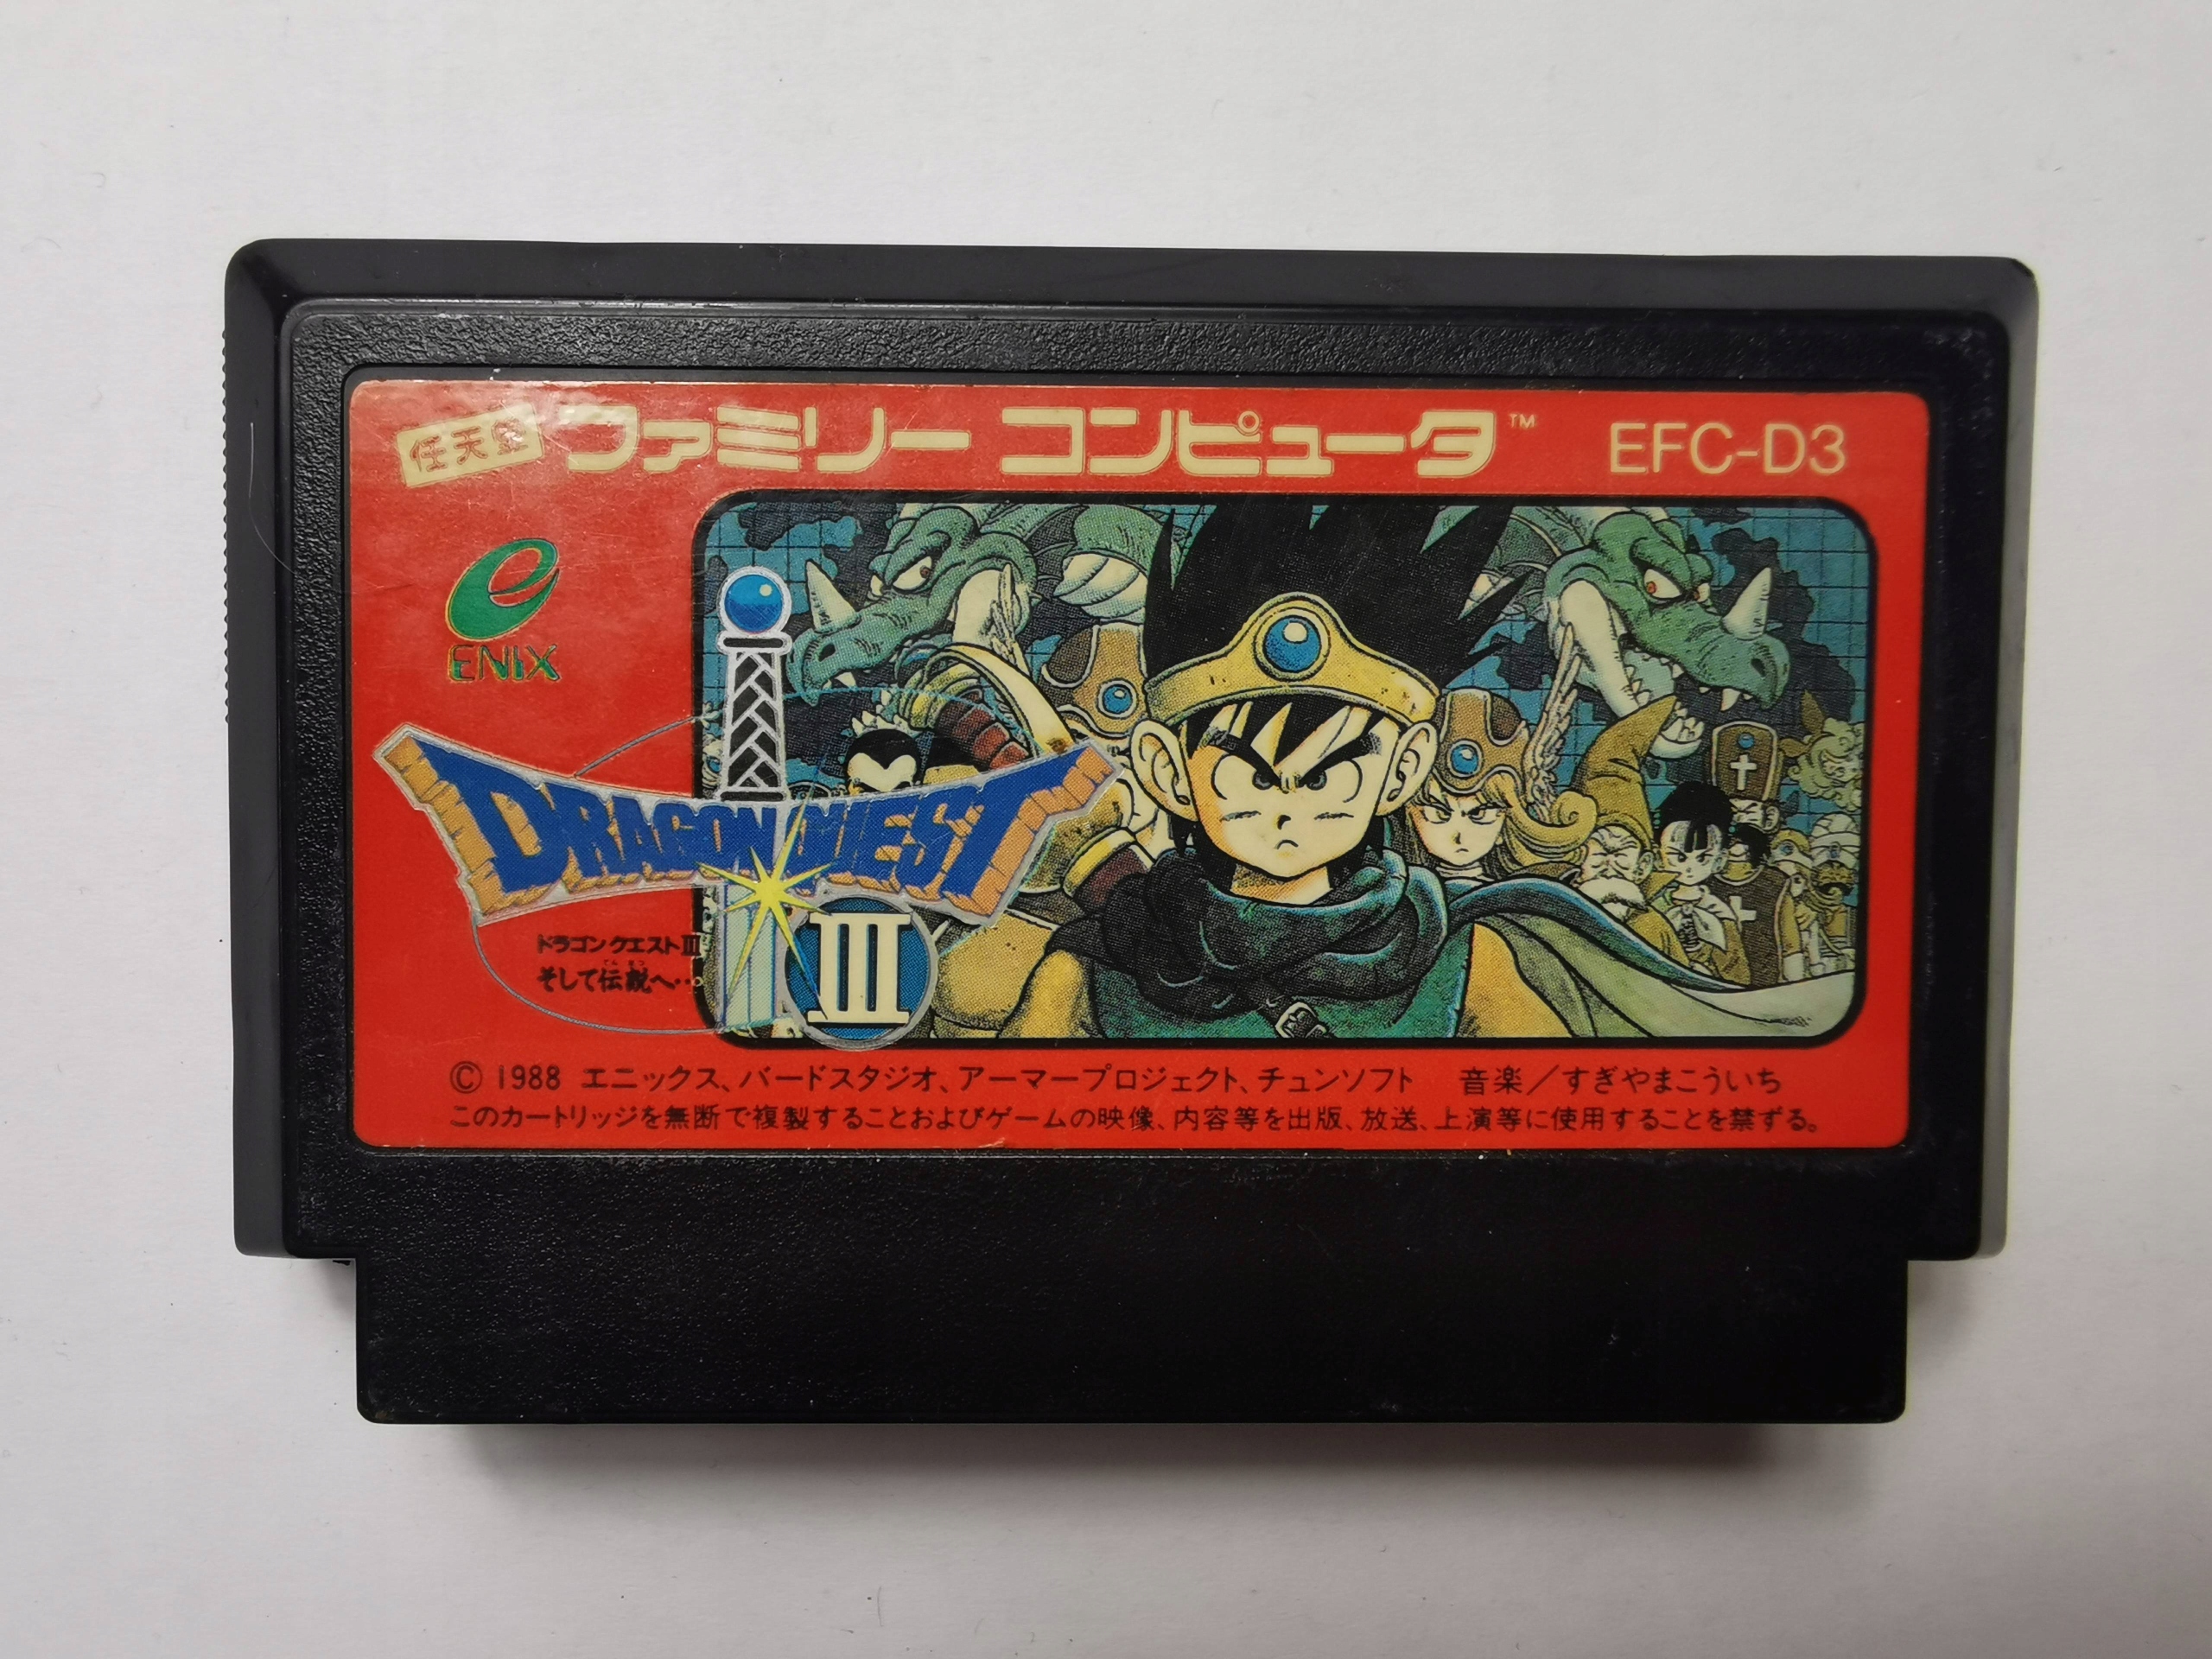 任天堂 ファミリー コンピュータ™ EFC-D3
ENIX
DRAGON QUEST
III
ドラゴンクエストIII
そして伝説へ…
© 1988 エニックス、バードスタジオ、アーマープロジェクト、チュンソフト 音楽／すぎやまこういち
このカートリッジを無断で複製することおよびゲームの映像、内容等を出版、放送、上演等に使用することを禁ずる。